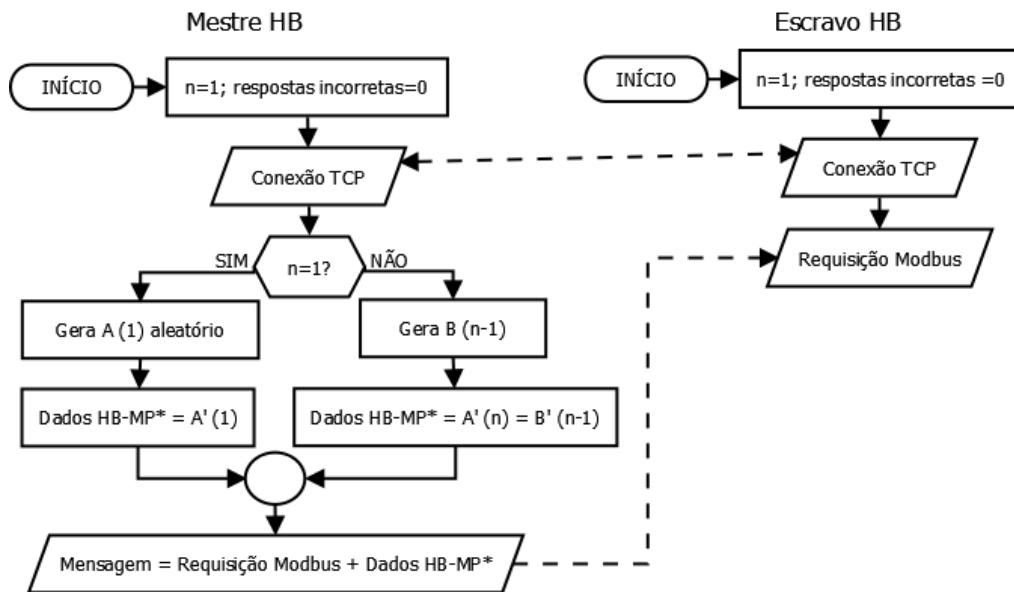 Mestre HB
Escravo HB
INÍCIO
n=1; respostas incorretas=0
INÍCIO
n=1; respostas incorretas =0
Conexão TCP
Conexão TCP
SIM
n=1?
NÃO
Requisição Modbus
Gera A (1) aleatório
Gera B (n-1)
Dados HB-MP* = A' (1)
Dados HB-MP* = A' (n) = B' (n-1)
Mensagem = Requisição Modbus + Dados HB-MP*